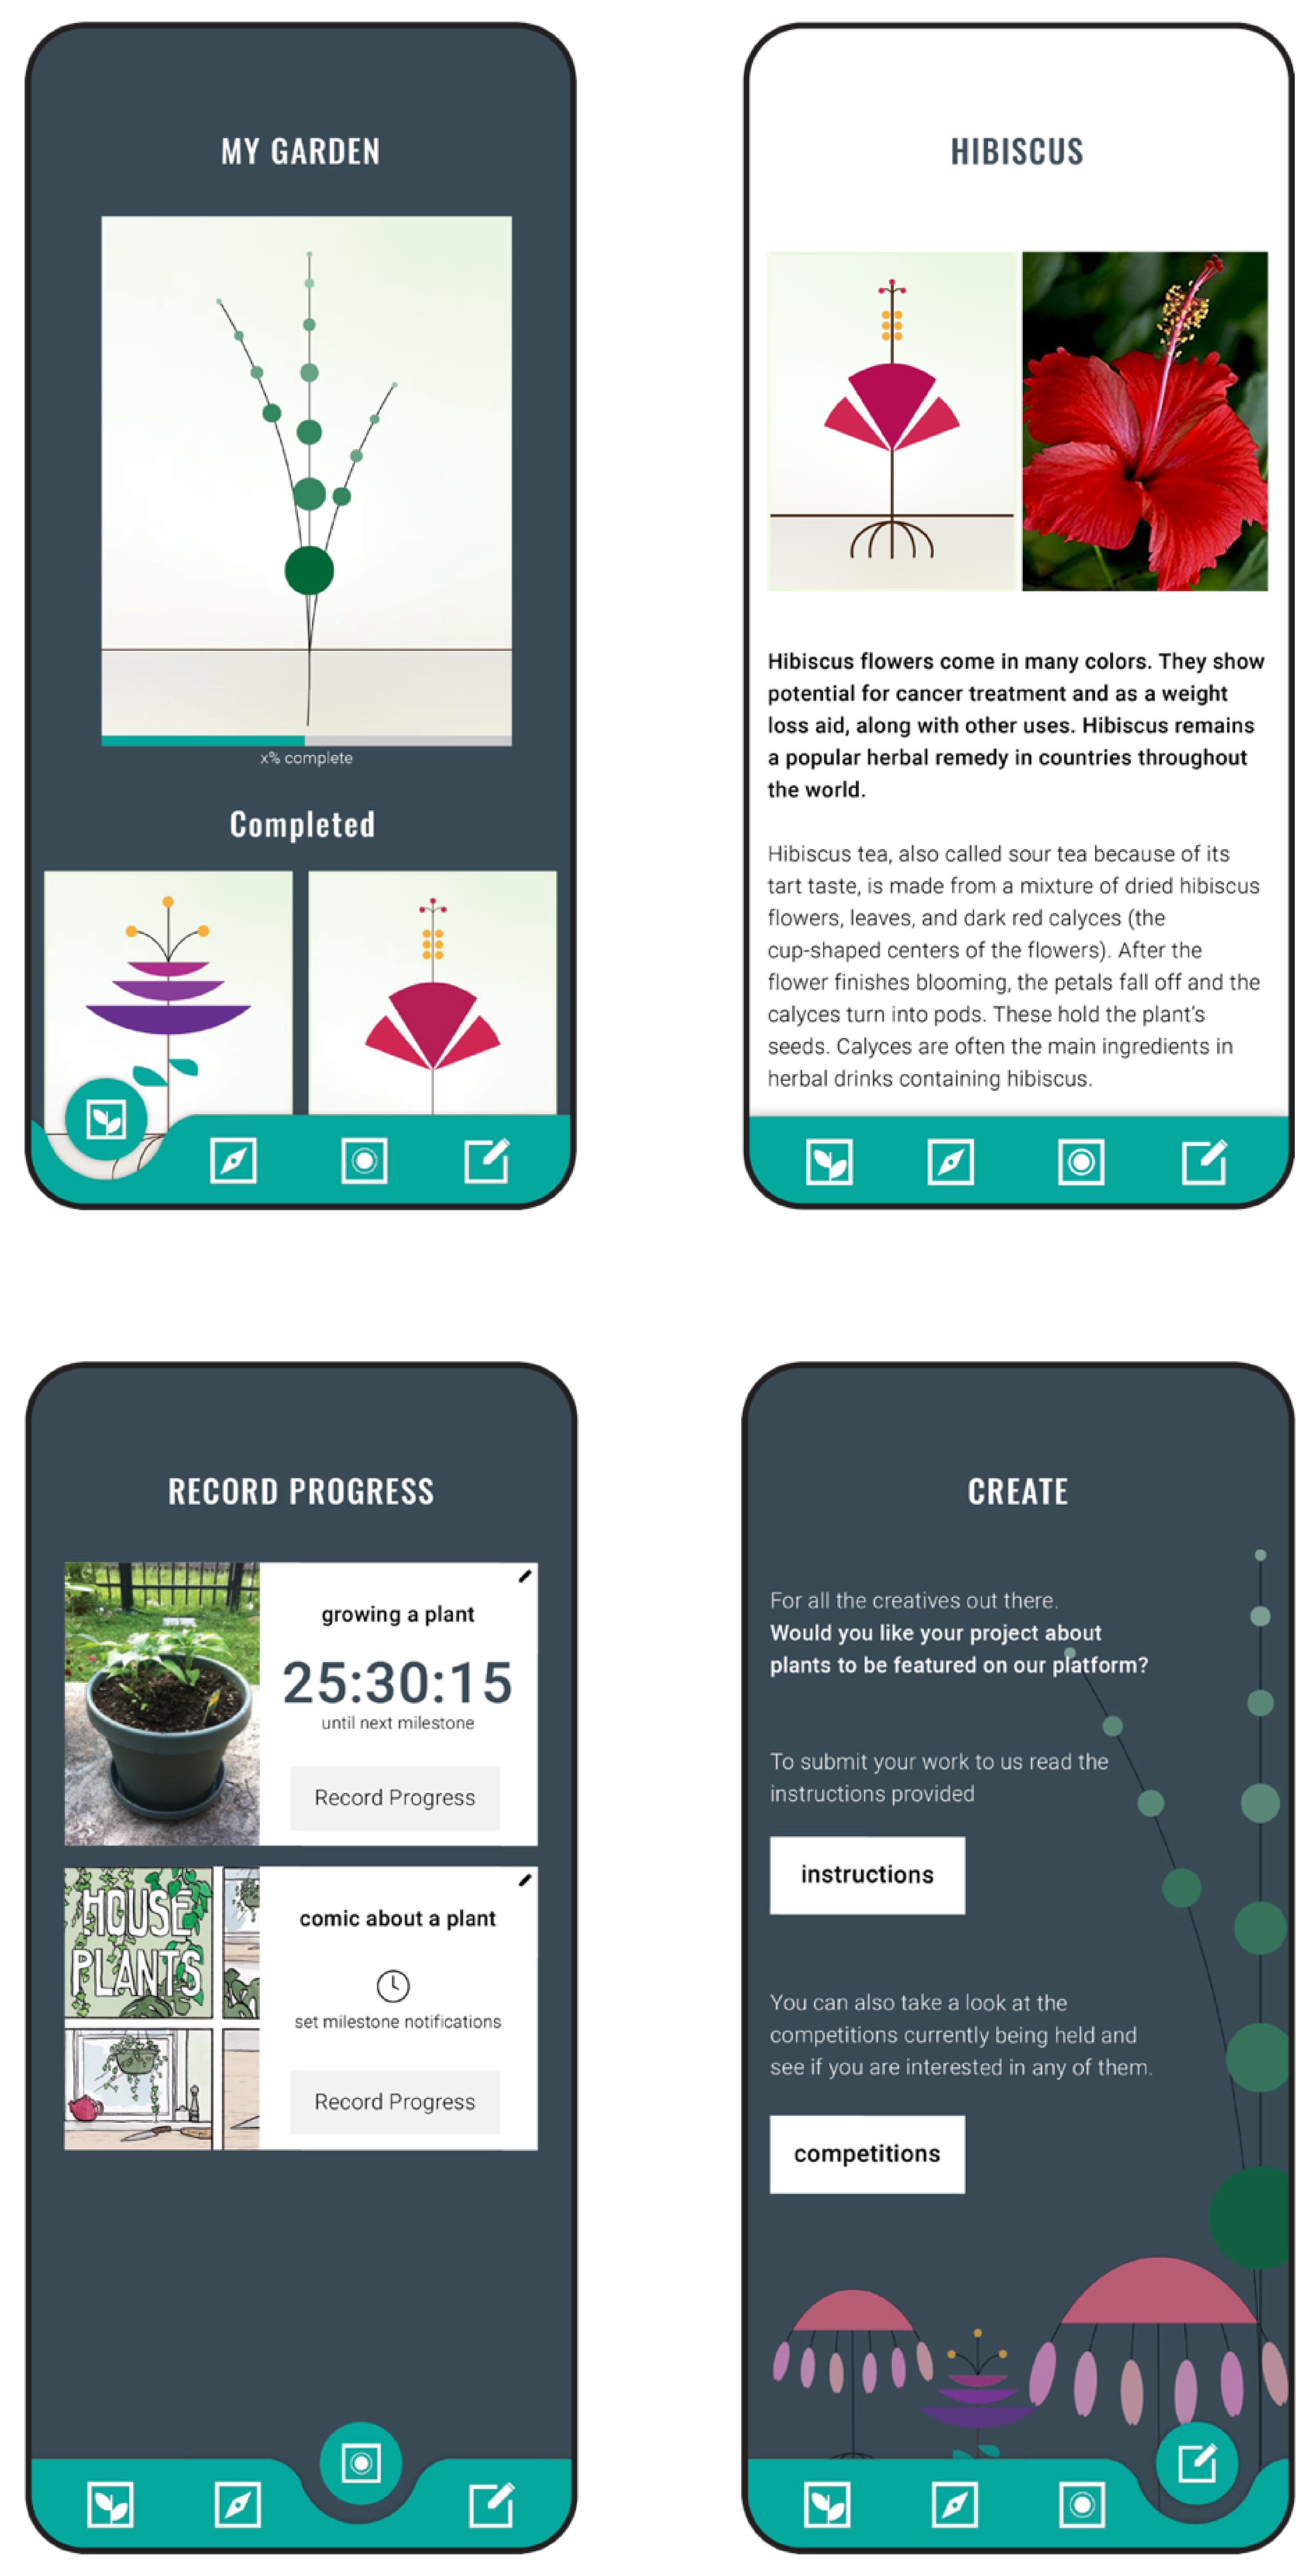 MY GARDEN
x% complete
Completed
HIBISCUS
Hibiscus flowers come in many colors. They show
potential for cancer treatment and as a weight
loss aid, along with other uses. Hibiscus remains
a popular herbal remedy in countries throughout
the world.
Hibiscus tea, also called sour tea because of its
tart taste, is made from a mixture of dried hibiscus
flowers, leaves, and dark red calyces (the
cup-shaped centers of the flowers). After the
flower finishes blooming, the petals fall off and the
calyces turn into pods. These hold the plant's
seeds. Calyces are often the main ingredients in
herbal drinks containing hibiscus.
RECORD PROGRESS
growing a plant
25:30:15
until next milestone
Record Progress
HOUSE
PLANTS
comic about a plant
set milestone notifications
Record Progress
CREATE
For all the creatives out there.
Would you like your project about
plants to be featured on our platform?
To submit your work to us read the
instructions provided
instructions
You can also take a look at the
competitions currently being held and
see if you are interested in any of them.
competitions